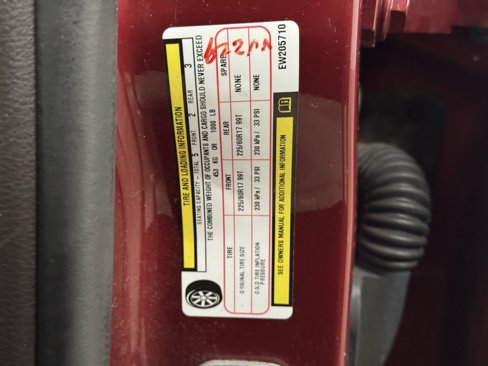 TIRE AND LOADING INFORMATION
SEATING CAPACITY - TOTAL 5 FRONT 2 REAR 3
THE COMBINED WEIGHT OF OCCUPANTS AND CARGO SHOULD NEVER EXCEED
453 KG OR 1000 LB
TIRE FRONT REAR SPARE
ORIGINAL TIRE SIZE 225/60R17 99T 225/60R17 99T NONE
COLD TIRE INFLATION PRESSURE 230 kPa / 33 PSI 230 kPa / 33 PSI NONE
SEE OWNERS MANUAL FOR ADDITIONAL INFORMATION
EW205710